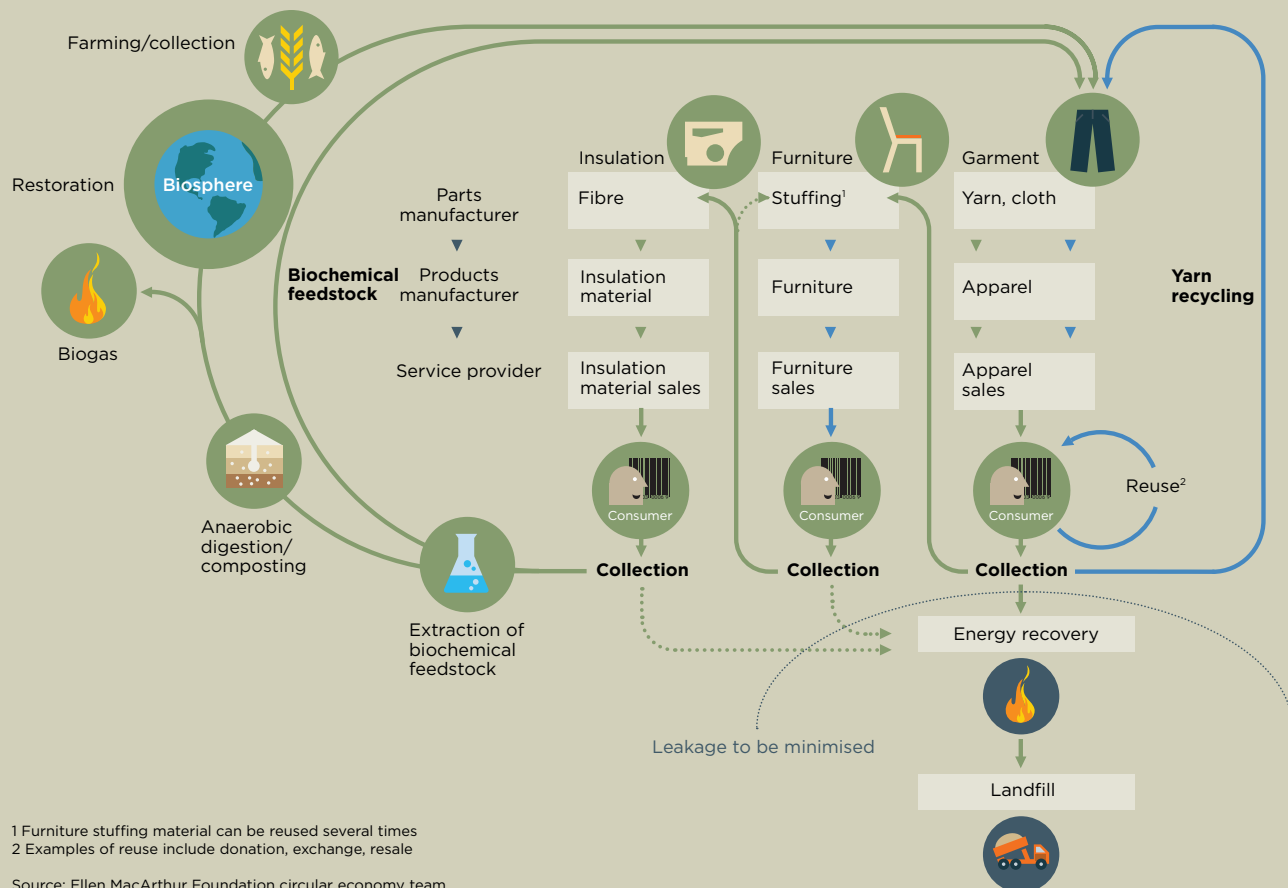 Farming/collection
Restoration
Biosphere
Biogas
Biochemical
feedstock
Anaerobic
digestion/
composting
Extraction of
biochemical
feedstock
Parts
manufacturer
Products
manufacturer
Service provider
Insulation
Fibre
Insulation
material
Insulation
material sales
Consumer
Collection
Furniture
Stuffing¹
Furniture
Furniture
sales
Consumer
Collection
Garment
Yarn, cloth
Apparel
Apparel
sales
Consumer
Collection
Reuse²
Yarn
recycling
Energy recovery
Leakage to be minimised
Landfill
1 Furniture stuffing material can be reused several times
2 Examples of reuse include donation, exchange, resale
Source: Ellen MacArthur Foundation circular economy team